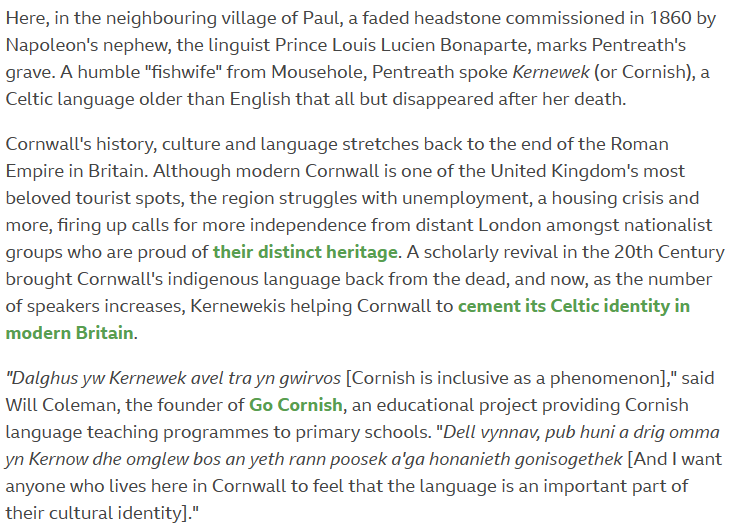 Here, in the neighbouring village of Paul, a faded headstone commissioned in 1860 by
Napoleon's nephew, the linguist Prince Louis Lucien Bonaparte, marks Pentreath's
grave. A humble "fishwife" from Mousehole, Pentreath spoke Kernewek (or Cornish), a
Celtic language older than English that all but disappeared after her death.
Cornwall's history, culture and language stretches back to the end of the Roman
Empire in Britain. Although modern Cornwall is one of the United Kingdom's most
beloved tourist spots, the region struggles with unemployment, a housing crisis and
more, firing up calls for more independence from distant London amongst nationalist
groups who are proud of their distinct heritage. A scholarly revival in the 20th Century
brought Cornwall's indigenous language back from the dead, and now, as the number
of speakers increases, Kernewekis helping Cornwall to cement its Celtic identity in
modern Britain.
"Dalghus yw Kernewek avel tra yn gwirvos [Cornish is inclusive as a phenomenon]," said
Will Coleman, the founder of Go Cornish, an educational project providing Cornish
language teaching programmes to primary schools. "Dell vynnav, pub huni a drig omma
yn Kernow dhe omglew bos an yeth rann poosek a'ga honanieth gonisogethek [And I want
anyone who lives here in Cornwall to feel that the language is an important part of
their cultural identity]."